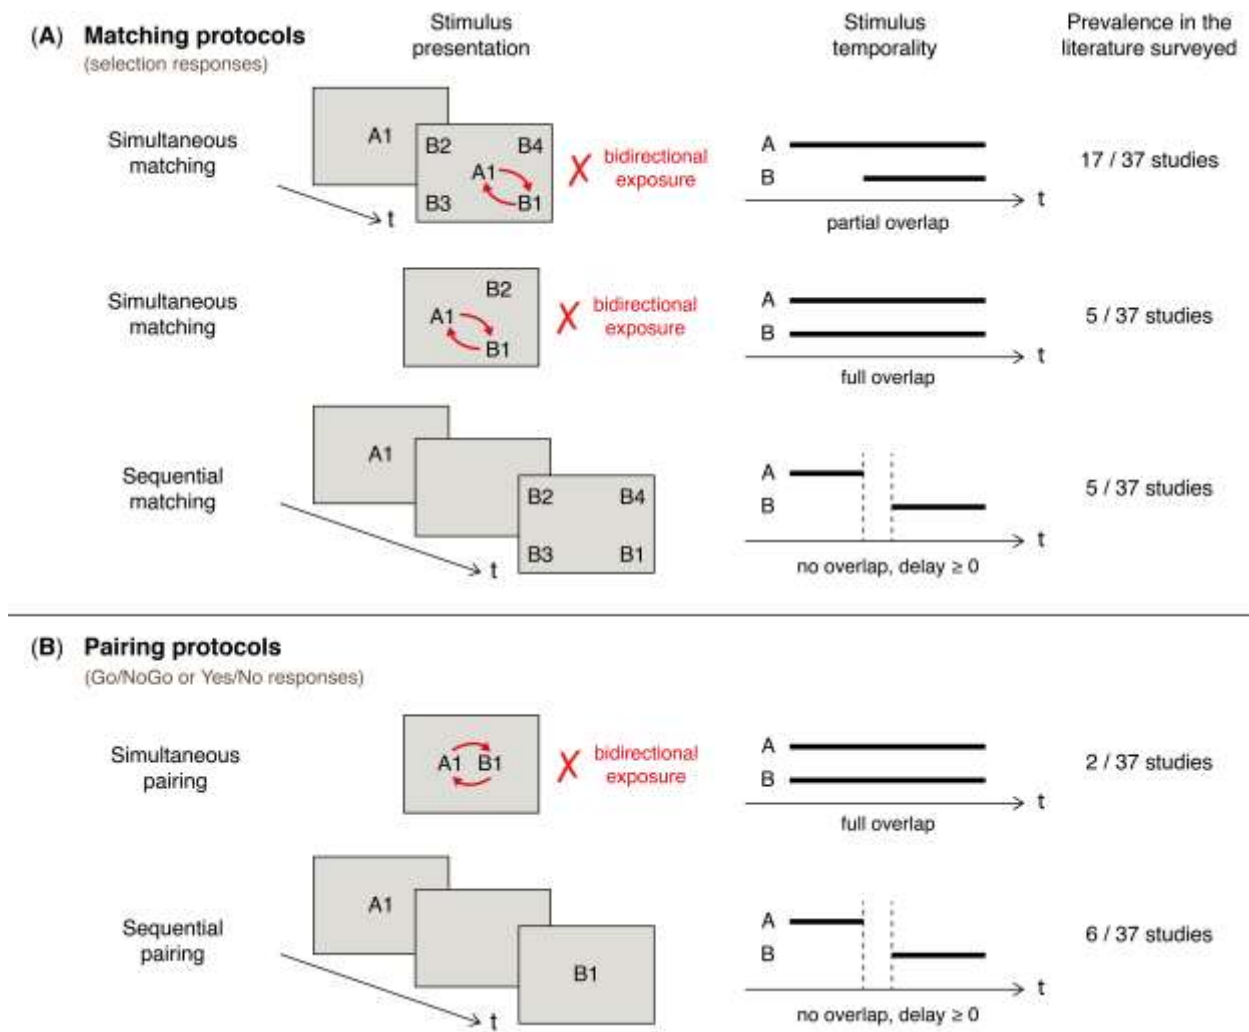 (A) Matching protocols
(selection responses)
Stimulus
presentation
Stimulus
temporality
Prevalence in the
literature surveyed
Simultaneous
matching
t
A1
B2 B4
A1
B3 B1
X bidirectional
exposure
A
B
t
partial overlap
17 / 37 studies
Simultaneous
matching
B2
A1
B1
X bidirectional
exposure
A
B
t
full overlap
5 / 37 studies
Sequential
matching
t
A1
B2 B4
B3 B1
A
B
t
no overlap, delay ≥ 0
5 / 37 studies
(B) Pairing protocols
(Go/NoGo or Yes/No responses)
Simultaneous
pairing
A1 B1
X bidirectional
exposure
A
B
t
full overlap
2 / 37 studies
Sequential
pairing
t
A1
B1
A
B
t
no overlap, delay ≥ 0
6 / 37 studies